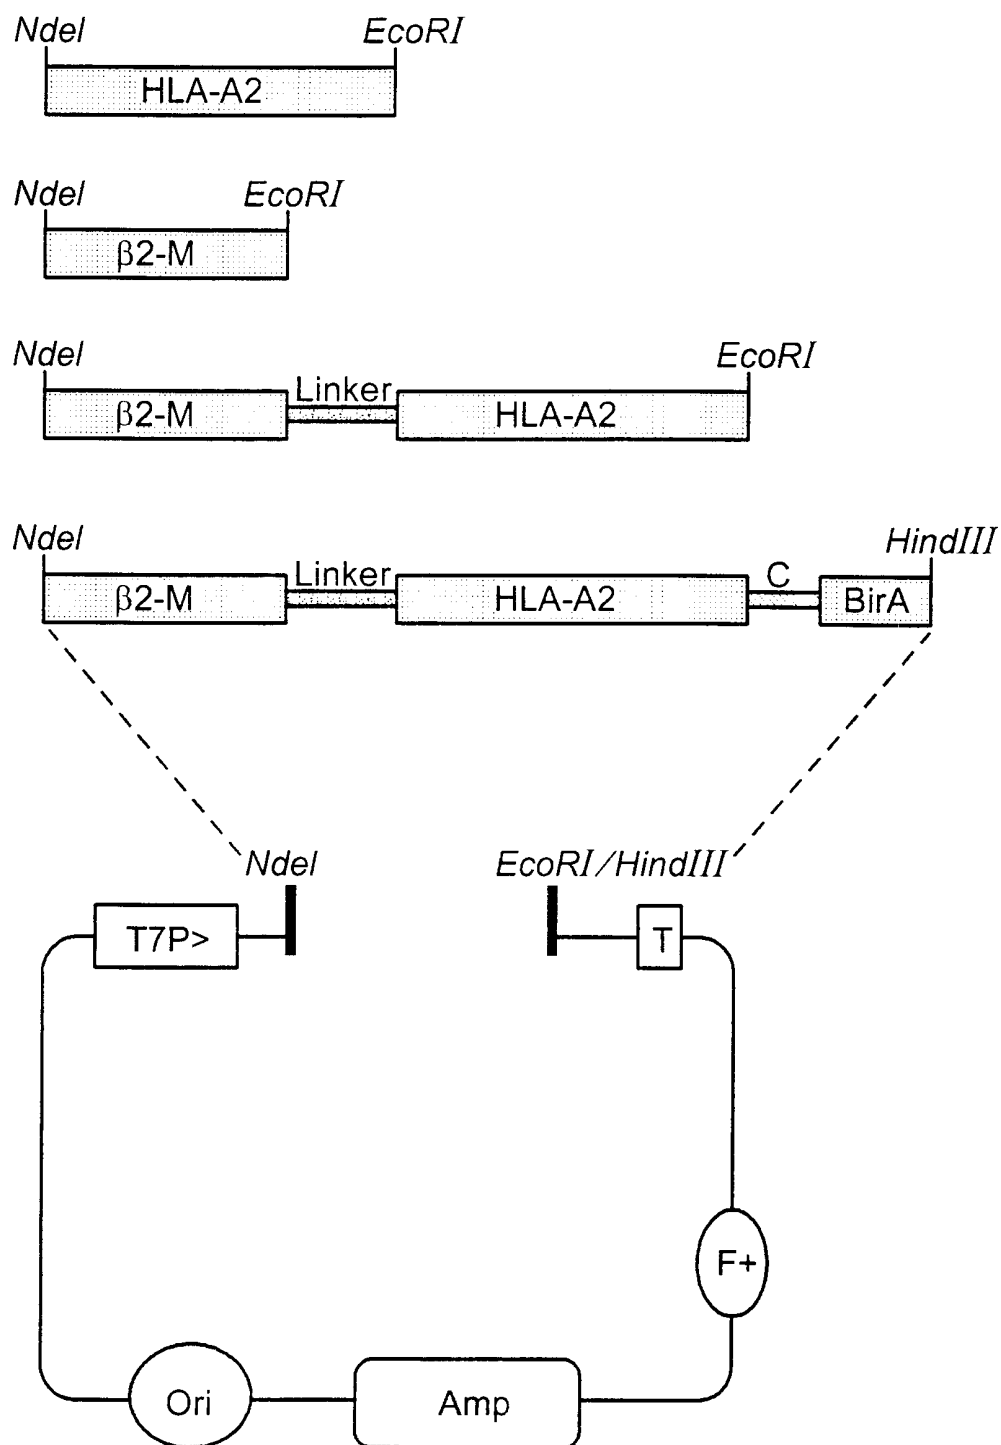 NdeI EcoRI
HLA-A2
NdeI EcoRI
β2-M
NdeI EcoRI
Linker
β2-M HLA-A2
NdeI HindIII
Linker C
β2-M HLA-A2 BirA
NdeI EcoRI/HindIII
T7P> T
F+
Ori Amp